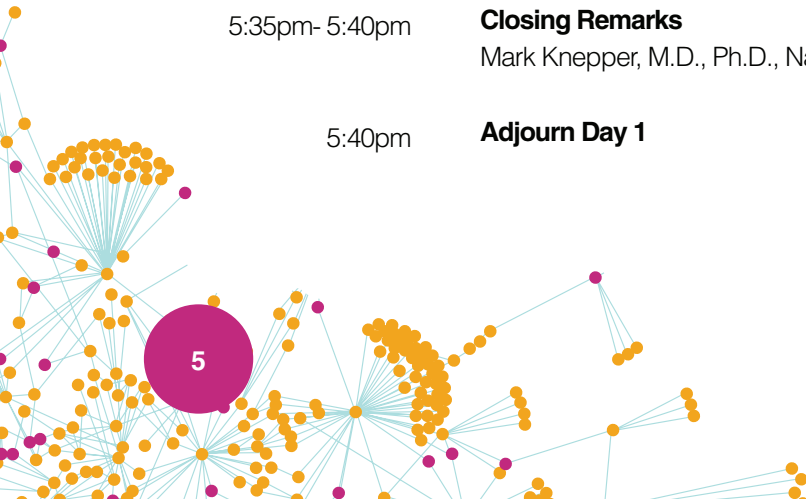 5:35pm- 5:40pm
Closing Remarks
Mark Knepper, M.D., Ph.D.,
5:40pm
Adjourn Day 1
5